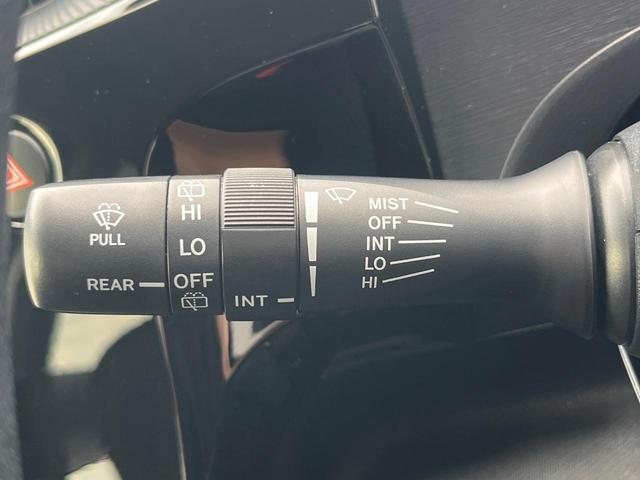 PULL
REAR
HI
LO
OFF
INT
MIST
OFF
INT
LO
HI